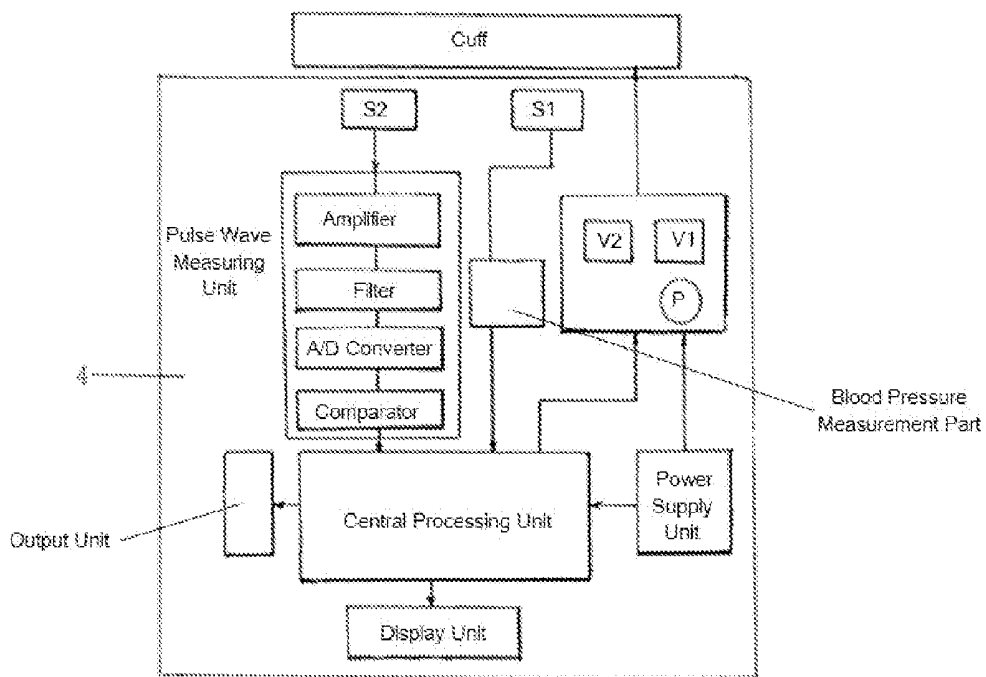 Cuff
S2
S1
Pulse Wave
Measuring
Unit
Amplifier
Filter
A/D Converter
Comparator
V2
V1
P
4
Blood Pressure
Measurement Part
Central Processing Unit
Power
Supply
Unit
Output Unit
Display Unit